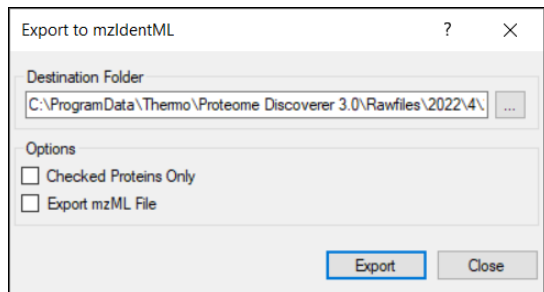 Export to mzIdentML
Destination Folder
C:\ProgramData\Thermo\Proteome Discoverer 3.0\Rawfiles\2022\4\
...
Options
Checked Proteins Only
Export mzML File
Export Close